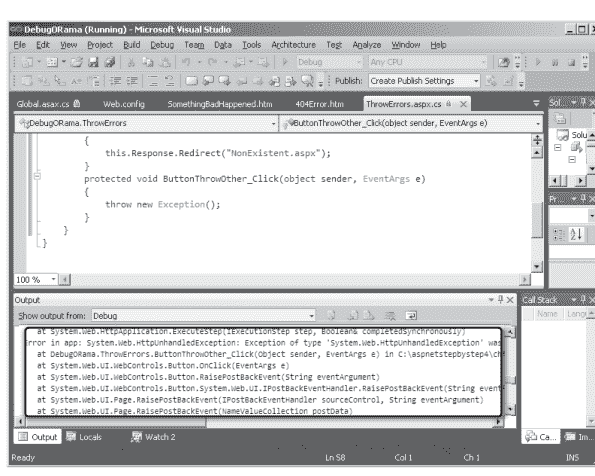 DebugORama (Running) - Microsoft Visual Studio
File Edit View Project Build Debug Team Data Tools Architecture Test Analyze Window Help
Debug Any CPU
Publish: Create Publish Settings
Global.asax.cs Web.config SomethingBadHappened.htm 404Error.htm ThrowErrors.aspx.cs Sol...
DebugORama.ThrowErrors ButtonThrowOther_Click(object sender, EventArgs e)
Solu
{
this.Response.Redirect("NonExistent.aspx");
}
protected void ButtonThrowOther_Click(object sender, EventArgs e)
{
throw new Exception();
}
}
}
Pr...
100 %
Output
Call Stack
Show output from: Debug
Name Lang
at System.Web.HttpApplication.ExecuteStep(IExecutionStep step, Boolean& completedSynchronously)
rror in app: System.Web.HttpUnhandledException: Exception of type 'System.Web.HttpUnhandledException' was
at DebugORama.ThrowErrors.ButtonThrowOther_Click(Object sender, EventArgs e) in C:\aspnetstepbystep4\ch
at System.Web.UI.WebControls.Button.OnClick(EventArgs e)
at System.Web.UI.WebControls.Button.RaisePostBackEvent(String eventArgument)
at System.Web.UI.WebControls.Button.System.Web.UI.IPostBackEventHandler.RaisePostBackEvent(String event
at System.Web.UI.Page.RaisePostBackEvent(IPostBackEventHandler sourceControl, String eventArgument)
at System.Web.UI.Page.RaisePostBackEvent(NameValueCollection postData)
Output Locals Watch 2 Ca... Im...
Ready Ln 58 Col 1 Ch 1 INS